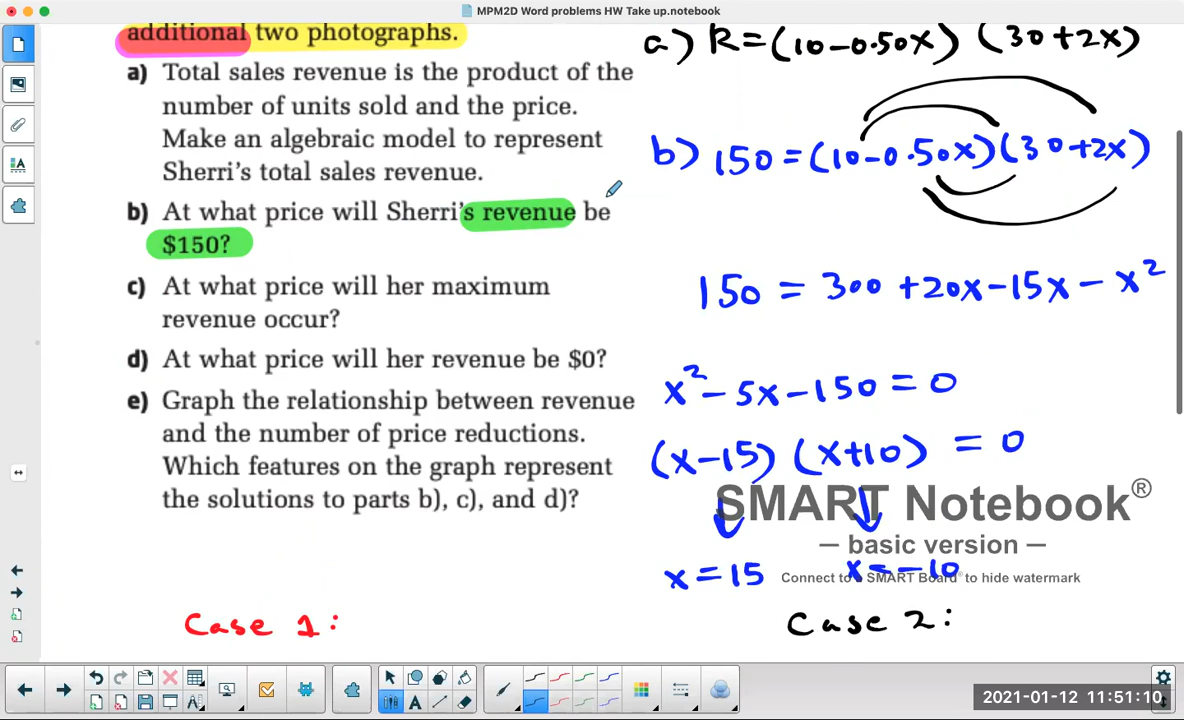 MPM2D Word problems HW Take up.notebook
additional two photographs.
a) Total sales revenue is the product of the
number of units sold and the price.
Make an algebraic model to represent
Sherri's total sales revenue.
b) At what price will Sherri's revenue be
$150?
c) At what price will her maximum
revenue occur?
d) At what price will her revenue be $0?
e) Graph the relationship between revenue
and the number of price reductions.
Which features on the graph represent
the solutions to parts b), c), and d)?
Case 1:
a) R=(10-0.50x) (30+2x)
b) 150=(10-0.50x)(30+2x)
150 = 300 +20x-15x-x²
x²-5x-150=0
(x-15) (x+10) = 0
SMART Notebook®
— basic version —
Connect to a SMART Board® to hide watermark
x=15 x=-10
Case 2:
2021-01-12 11:51:10